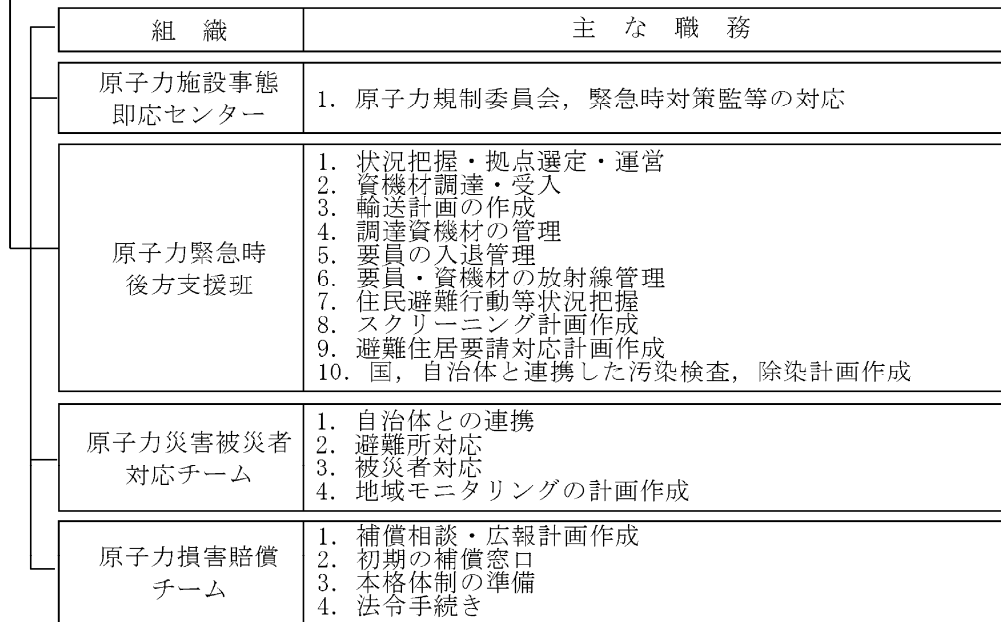 組織 主な職務
原子力施設事態
即応センター
1. 原子力規制委員会，緊急時対策監等の対応
原子力緊急時
後方支援班
1. 状況把握・拠点選定・運営
2. 資機材調達・受入
3. 輸送計画の作成
4. 調達資機材の管理
5. 要員の入退管理
6. 要員・資機材の放射線管理
7. 住民避難行動等状況把握
8. スクリーニング計画作成
9. 避難住居要請対応計画作成
10. 国，自治体と連携した汚染検査，除染計画作成
原子力災害被災者
対応チーム
1. 自治体との連携
2. 避難所対応
3. 被災者対応
4. 地域モニタリングの計画作成
原子力損害賠償
チーム
1. 補償相談・広報計画作成
2. 初期の補償窓口
3. 本格体制の準備
4. 法令手続き